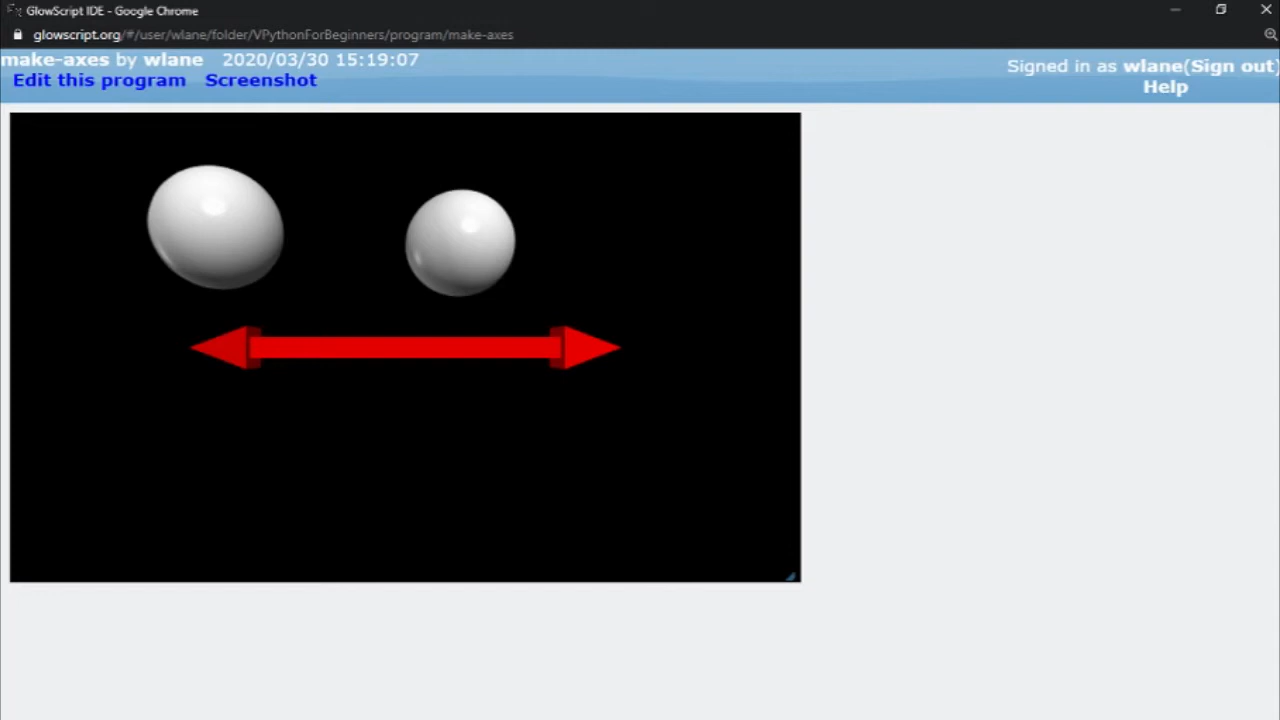 GlowScript IDE - Google Chrome
glowscript.org/#/user/wlane/folder/VPythonForBeginners/program/make-axes
make-axes by wlane 2020/03/30 15:19:07
Signed in as wlane(Sign out)
Edit this program Screenshot
Help